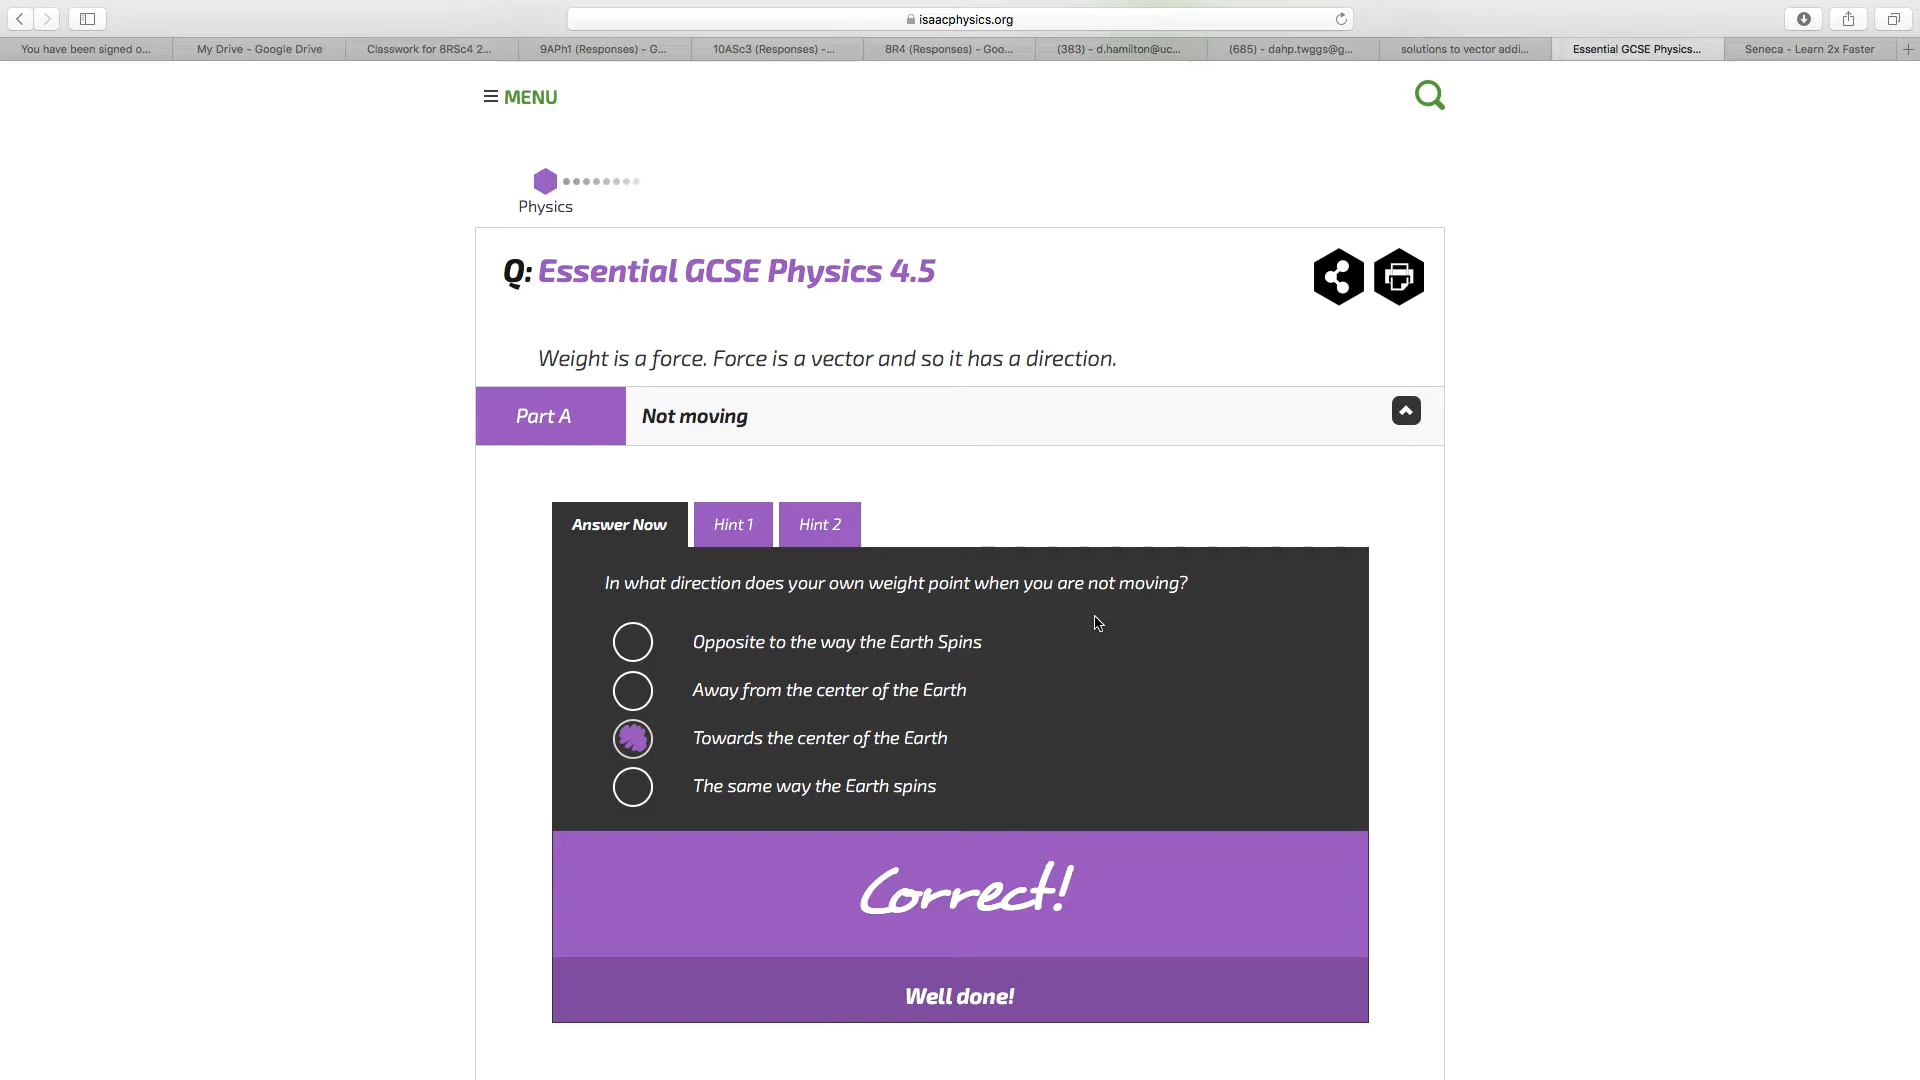 isaacphysics.org
You have been signed o...
My Drive - Google Drive
Classwork for 8RSc4 2...
9APh1 (Responses) - G...
10ASc3 (Responses) -...
8R4 (Responses) - Goo...
(383) - d.hamilton@uc...
(685) - dahp.twggs@g...
solutions to vector addi...
Essential GCSE Physics...
Seneca - Learn 2x Faster
MENU
Physics
Q: Essential GCSE Physics 4.5
Weight is a force. Force is a vector and so it has a direction.
Part A Not moving
Answer Now Hint 1 Hint 2
In what direction does your own weight point when you are not moving?
Opposite to the way the Earth Spins
Away from the center of the Earth
Towards the center of the Earth
The same way the Earth spins
Correct!
Well done!